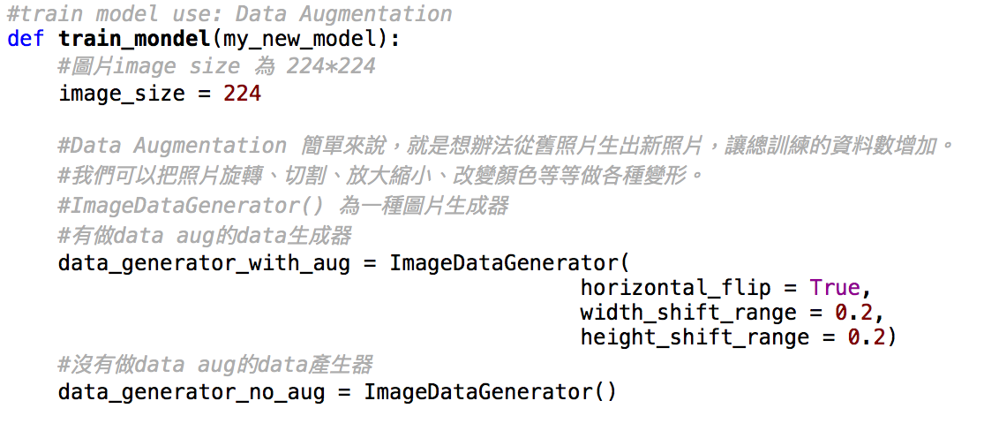 #train model use: Data Augmentation
def train_mondel(my_new_model):
    #圖片image size 為 224*224
    image_size = 224

    #Data Augmentation 簡單來說，就是想辦法從舊照片生出新照片，讓總訓練的資料數增加。
    #我們可以把照片旋轉、切割、放大縮小、改變顏色等等做各種變形。
    #ImageDataGenerator() 為一種圖片生成器
    #有做data aug的data生成器
    data_generator_with_aug = ImageDataGenerator(
                                             horizontal_flip = True,
                                             width_shift_range = 0.2,
                                             height_shift_range = 0.2)
    #沒有做data aug的data產生器
    data_generator_no_aug = ImageDataGenerator()